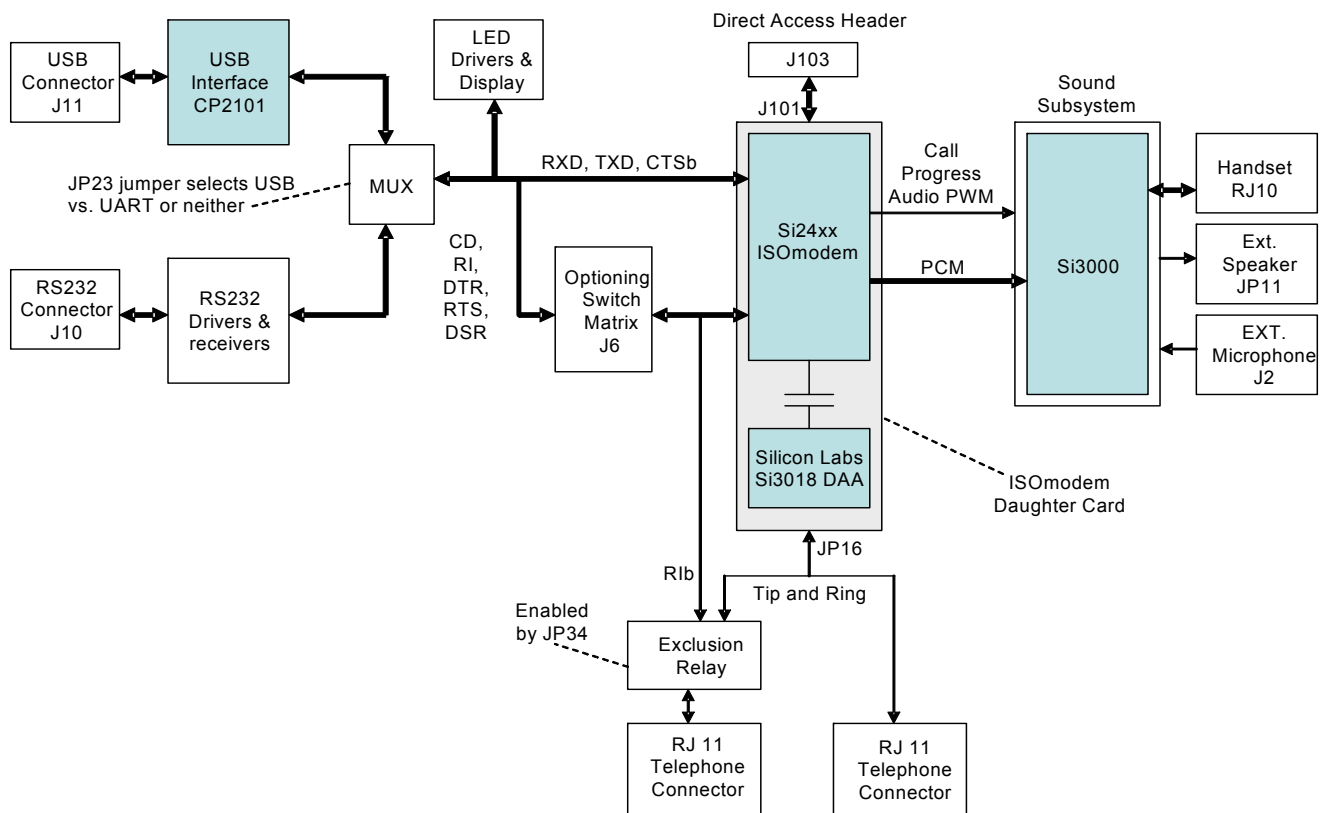 Direct Access Header
USB
Connector
J11
USB
Interface
CP2101
LED
Drivers &
Display
J103
J101
Sound
Subsystem
JP23 jumper selects USB
vs. UART or neither
MUX
RXD, TXD, CTSb
Call
Progress
Audio PWM
Handset
RJ10
Si24xx
ISOmodem
PCM
Si3000
Ext.
Speaker
JP11
RS232
Connector
J10
RS232
Drivers &
receivers
CD,
RI,
DTR,
RTS,
DSR
Optioning
Switch
Matrix
J6
EXT.
Microphone
J2
Silicon Labs
Si3018 DAA
ISOmodem
Daughter Card
JP16
RIb
Tip and Ring
Enabled
by JP34
Exclusion
Relay
RJ 11
Telephone
Connector
RJ 11
Telephone
Connector